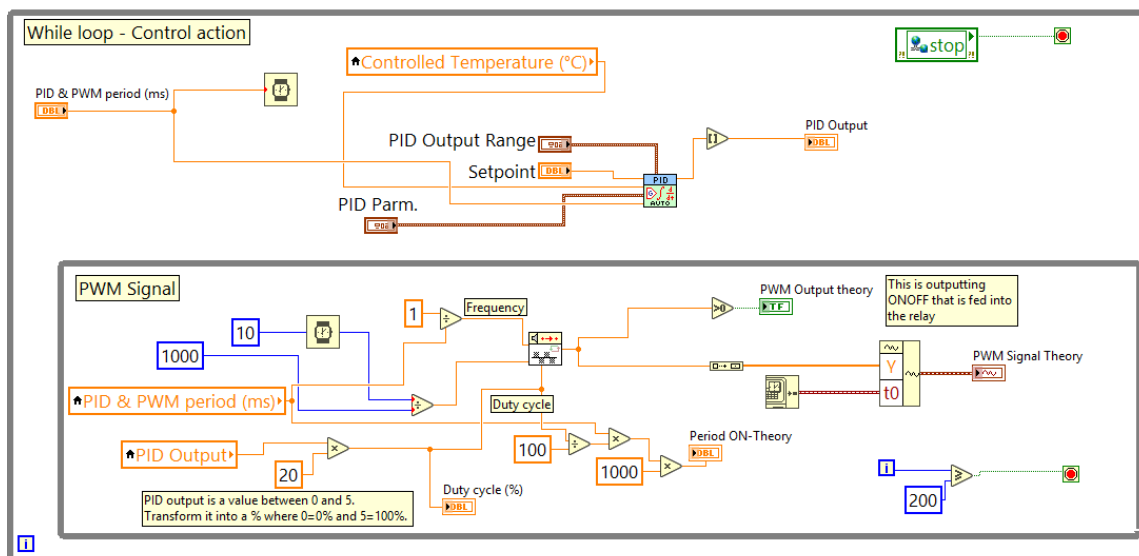 While loop - Control action
stop
Controlled Temperature (°C)
PID & PWM period (ms)
DBL
PID Output Range
PID Output
DBL
Setpoint
DBL
PID
AUTO
PID Parm.
PWM Signal
Frequency
1
PWM Output theory
TF
This is outputting
ONOFF that is fed into
the relay
10
1000
PWM Signal Theory
Y
t0
PID & PWM period (ms)
Duty cycle
100
1000
Period ON-Theory
DBL
PID Output
20
Duty cycle (%)
DBL
PID output is a value between 0 and 5.
Transform it into a % where 0=0% and 5=100%.
i
200
i